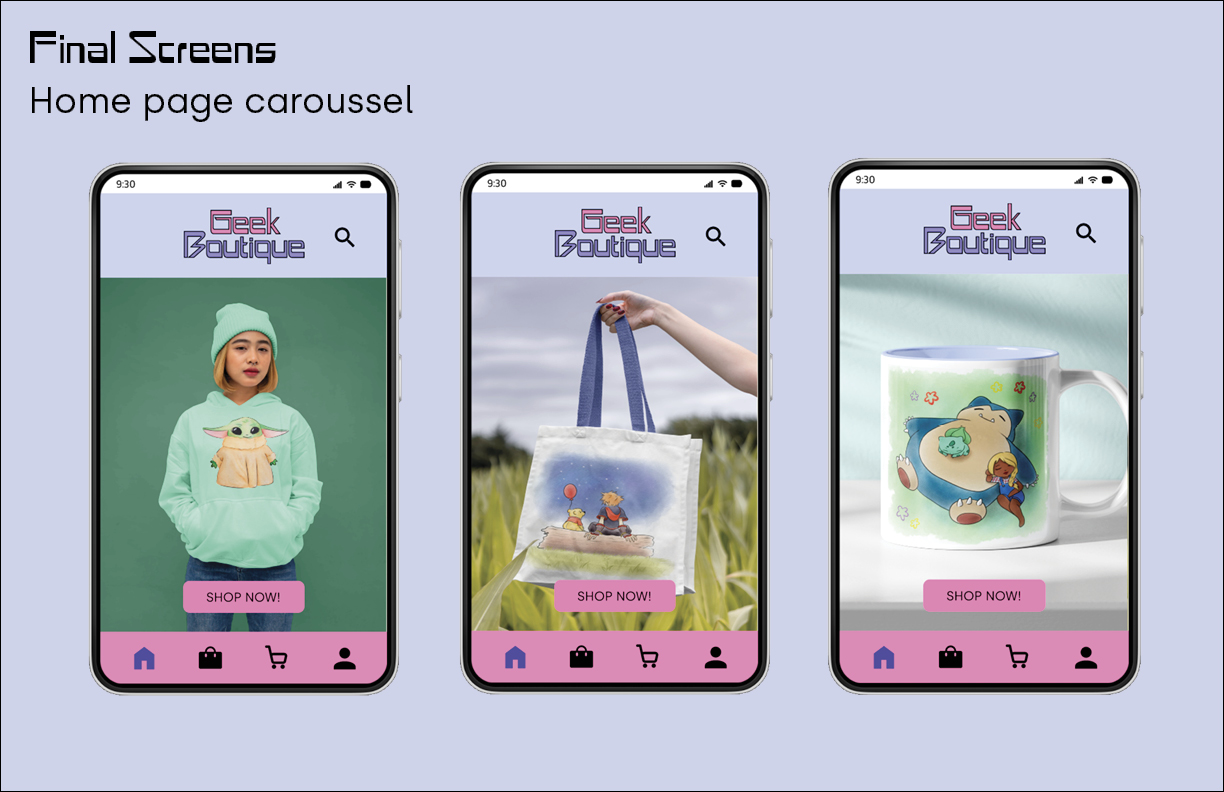 Final Screens
Home page caroussel
9:30
Geek
Boutique
SHOP NOW!
9:30
Geek
Boutique
SHOP NOW!
9:30
Geek
Boutique
SHOP NOW!